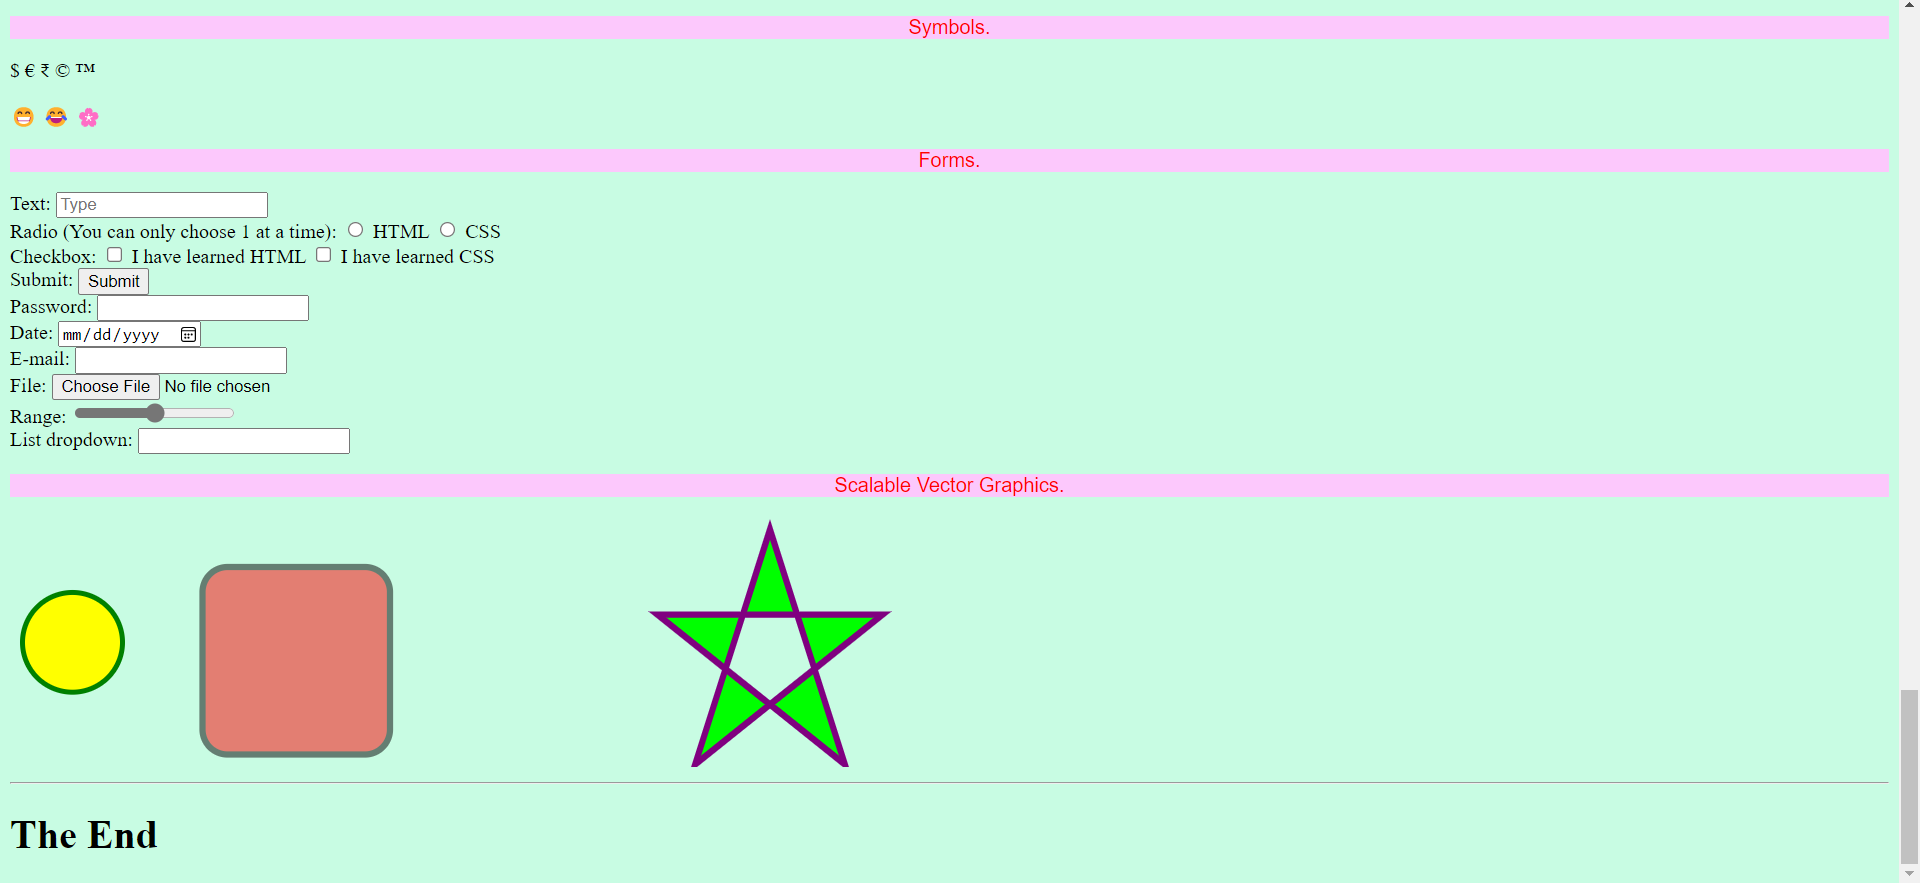 Symbols.
$ € ₹ © ™
😁 😂 🌸
Forms.
Text: Type
Radio (You can only choose 1 at a time): HTML CSS
Checkbox: I have learned HTML I have learned CSS
Submit: Submit
Password:
Date: mm/dd/yyyy
E-mail:
File: Choose File No file chosen
Range:
List dropdown:
Scalable Vector Graphics.
The End